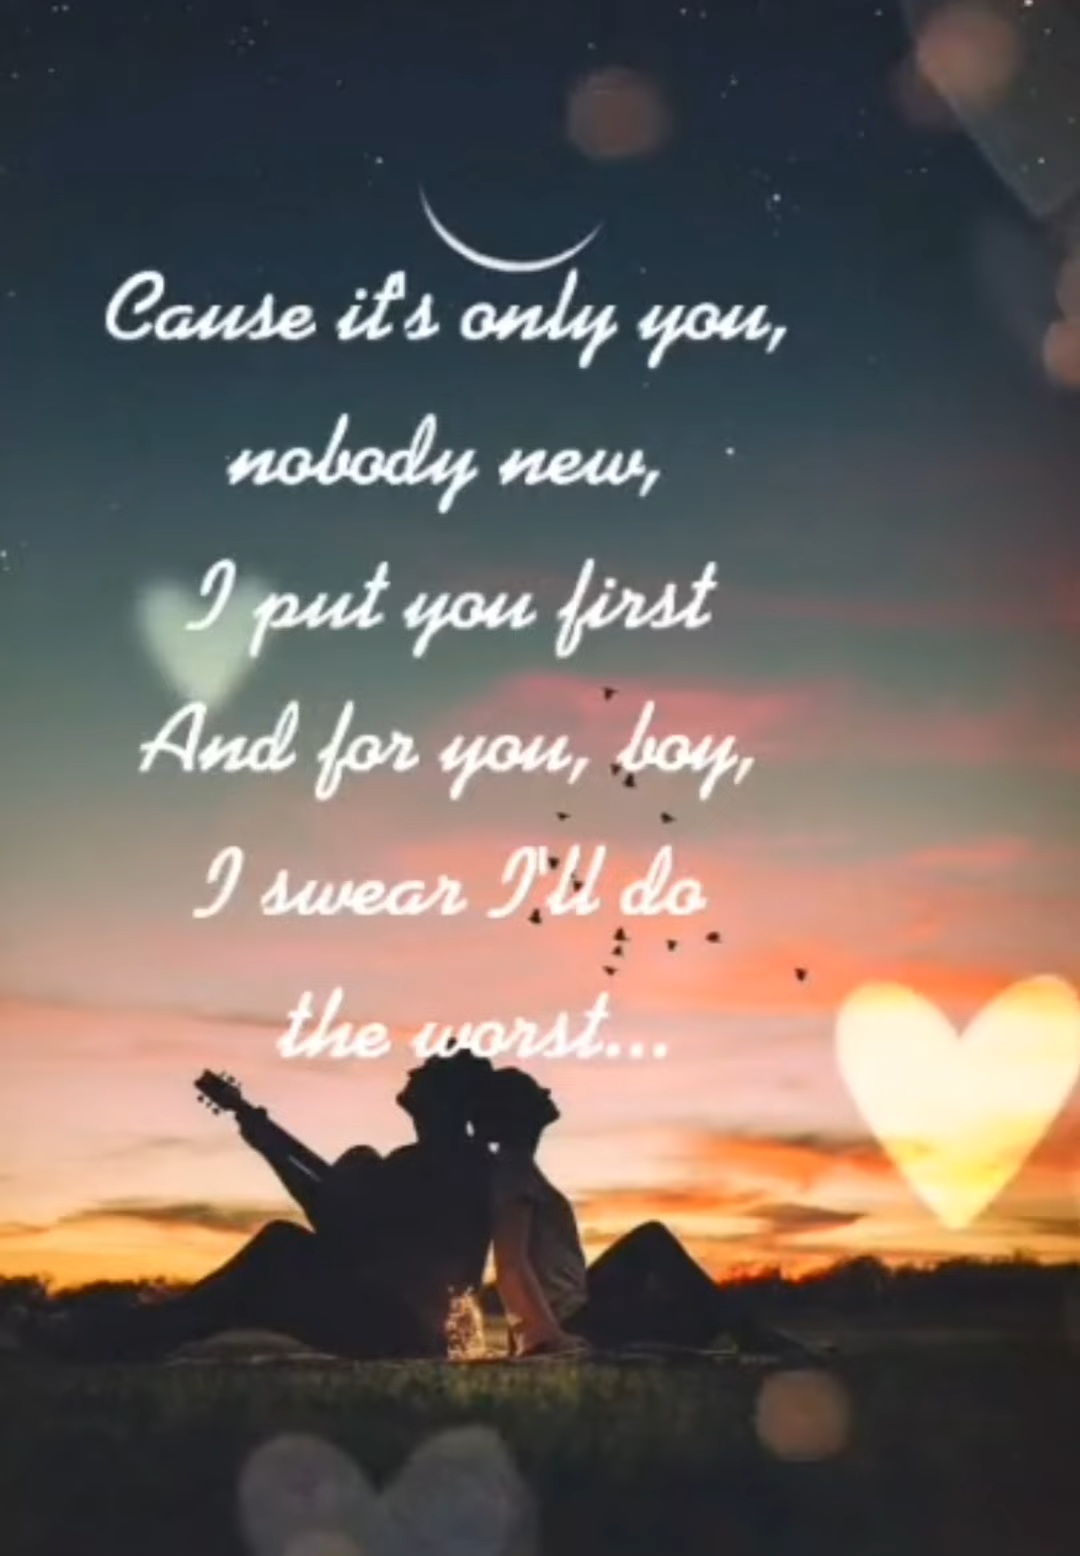 Cause it's only you,
nobody new,
I put you first
And for you, boy,
I swear I'll do
the worst...